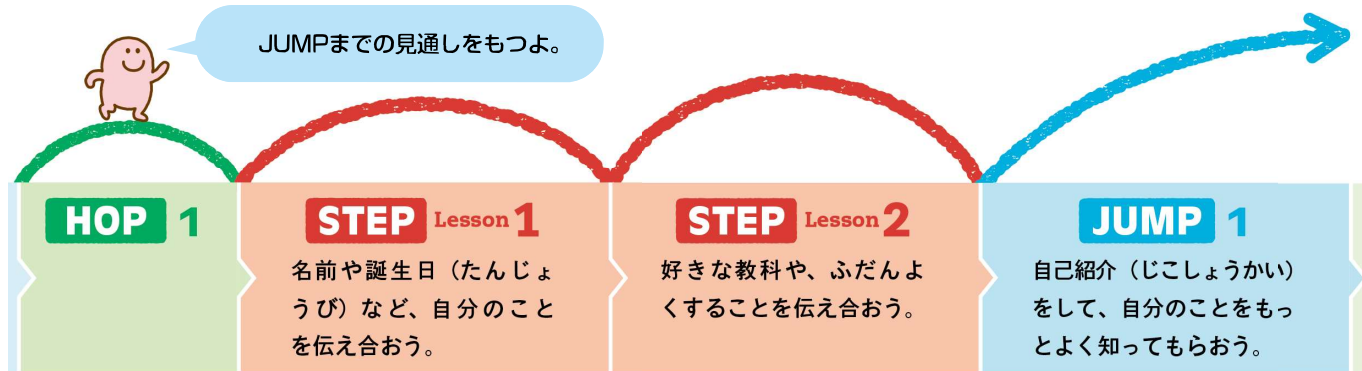 JUMPまでの見通しをもつよ。
HOP 1
STEP Lesson 1
名前や誕生日（たんじょ
うび）など、自分のこと
を伝え合おう。
STEP Lesson 2
好きな教科や、ふだんよ
くすることを伝え合おう。
JUMP 1
自己紹介（じこしょうかい）
をして、自分のことをもっ
とよく知ってもらおう。